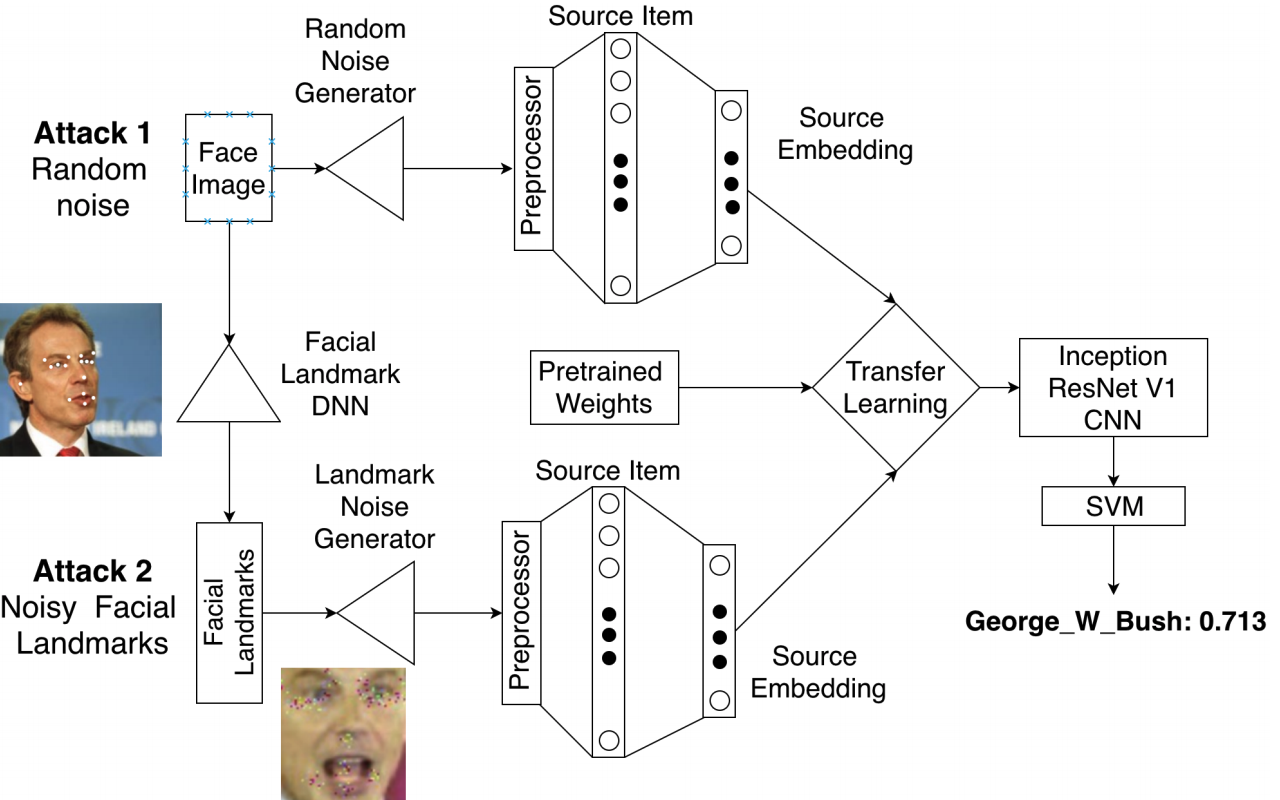 Source Item
Random
Noise
Generator
Attack 1
Random
noise
Face
Image
Preprocessor
Source
Embedding
Facial
Landmark
DNN
Pretrained
Weights
Transfer
Learning
Inception
ResNet V1
CNN
SVM
George_W_Bush: 0.713
Landmark
Noise
Generator
Source Item
Attack 2
Noisy Facial
Landmarks
Facial
Landmarks
Preprocessor
Source
Embedding